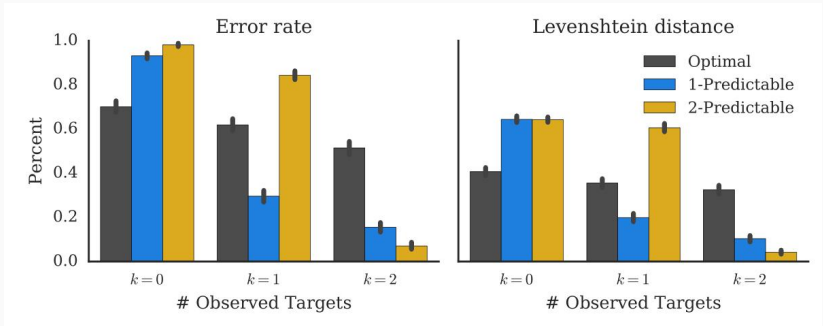 Error rate
Levenshtein distance
Percent
1.0
0.8
0.6
0.4
0.2
0.0
Optimal
1-Predictable
2-Predictable
k = 0
k = 1
k = 2
k = 0
k = 1
k = 2
# Observed Targets
# Observed Targets